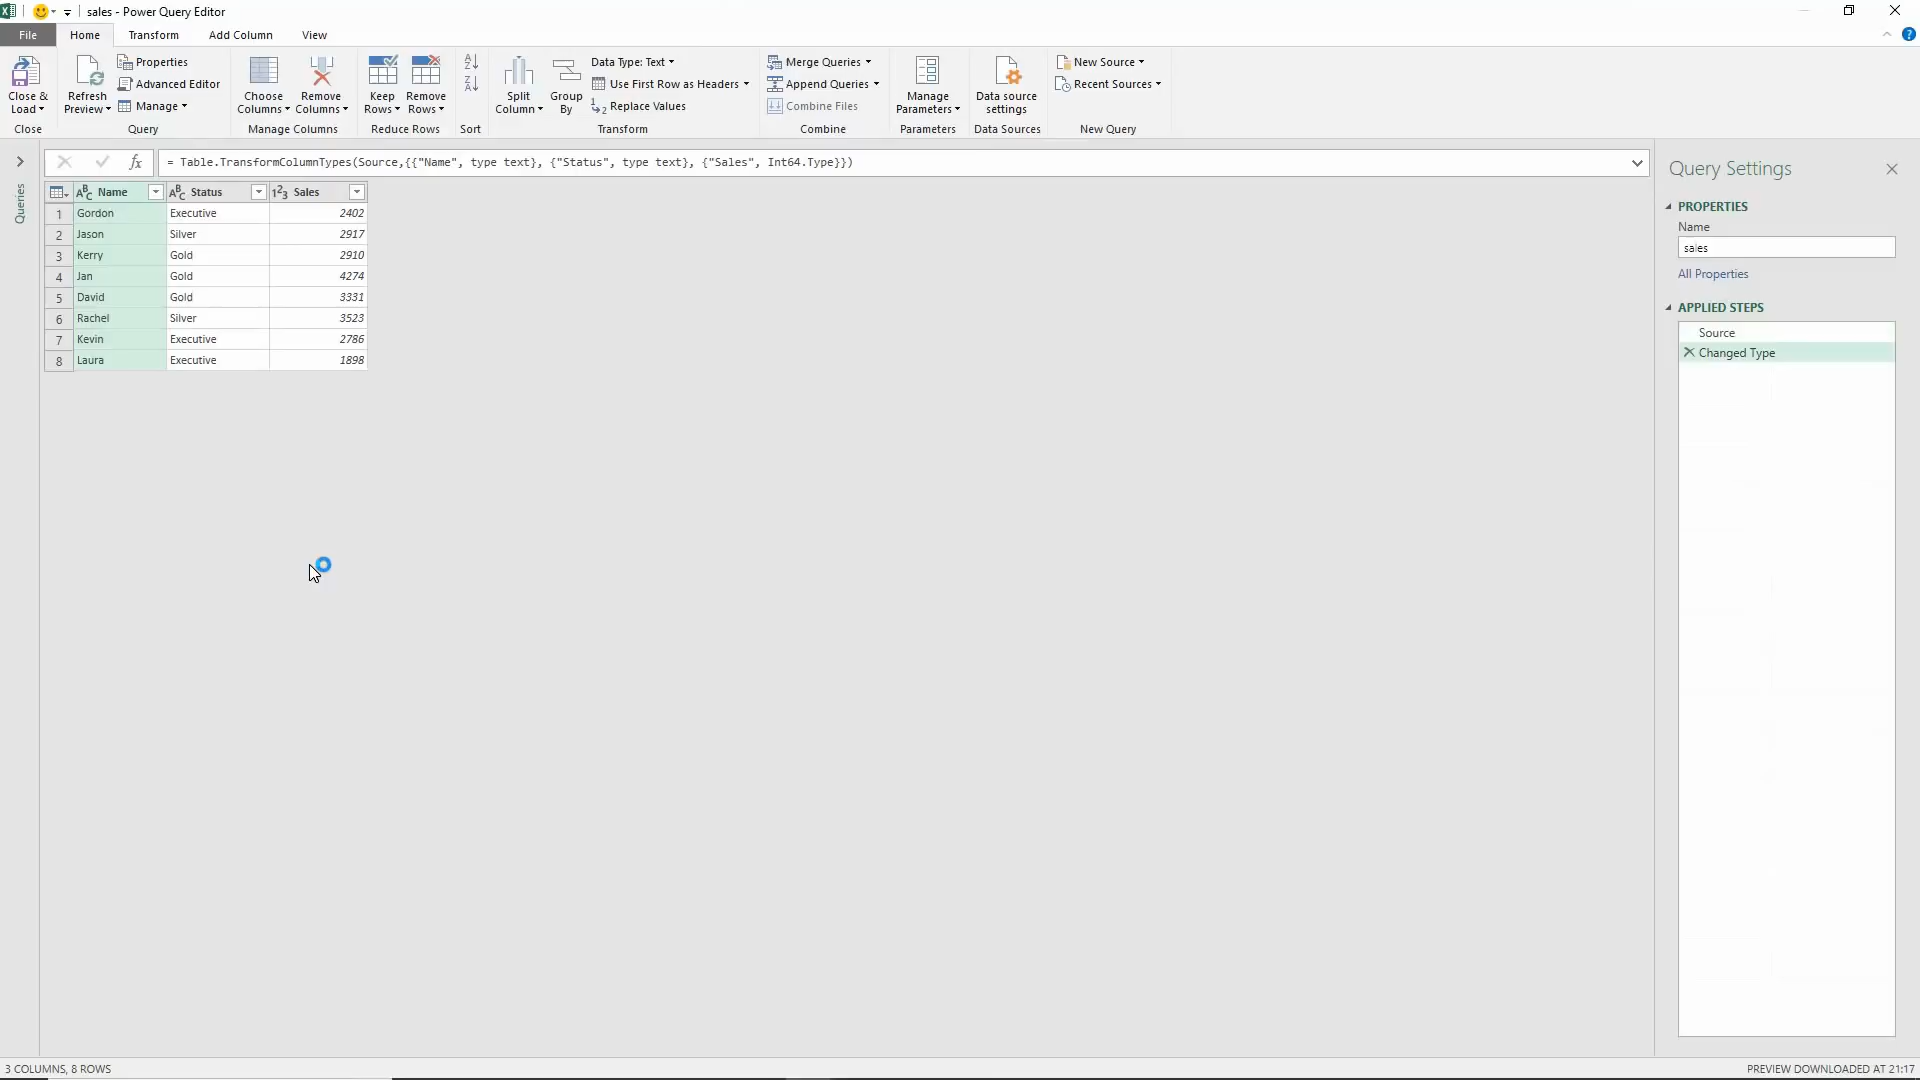 sales - Power Query Editor
File Home Transform Add Column View
Close & Load
Close
Refresh Preview
Properties
Advanced Editor
Manage
Query
Choose Columns
Remove Columns
Manage Columns
Keep Rows
Remove Rows
Reduce Rows
Sort
Split Column
Group By
Data Type: Text
Use First Row as Headers
Replace Values
Transform
Merge Queries
Append Queries
Combine Files
Combine
Manage Parameters
Parameters
Data source settings
Data Sources
New Source
Recent Sources
New Query
Queries
fx
= Table.TransformColumnTypes(Source,{{"Name", type text}, {"Status", type text}, {"Sales", Int64.Type}})
ABC Name ABC Status 123 Sales
1 Gordon Executive 2402
2 Jason Silver 2917
3 Kerry Gold 2910
4 Jan Gold 4274
5 David Gold 3331
6 Rachel Silver 3523
7 Kevin Executive 2786
8 Laura Executive 1898
Query Settings
PROPERTIES
Name
sales
All Properties
APPLIED STEPS
Source
Changed Type
3 COLUMNS, 8 ROWS
PREVIEW DOWNLOADED AT 21:17